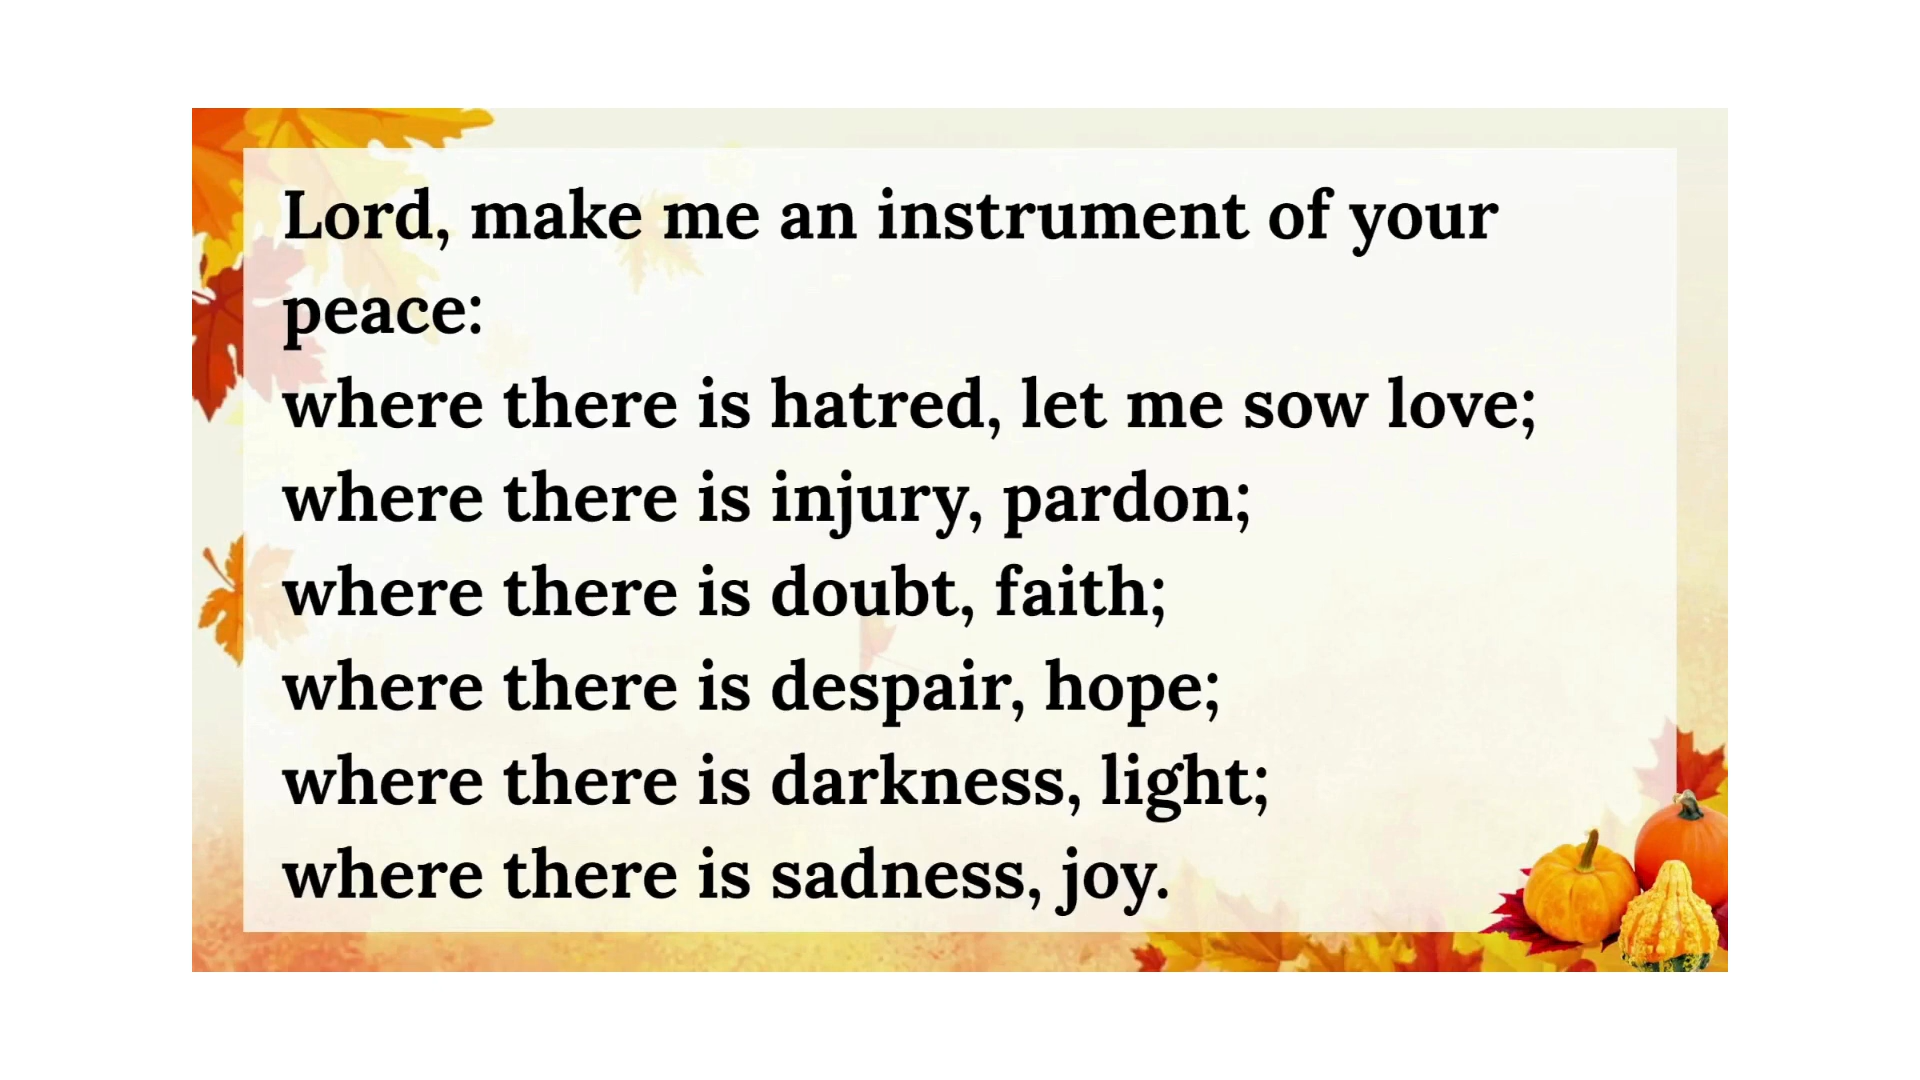 Lord, make me an instrument of your
peace:
where there is hatred, let me sow love;
where there is injury, pardon;
where there is doubt, faith;
where there is despair, hope;
where there is darkness, light;
where there is sadness, joy.